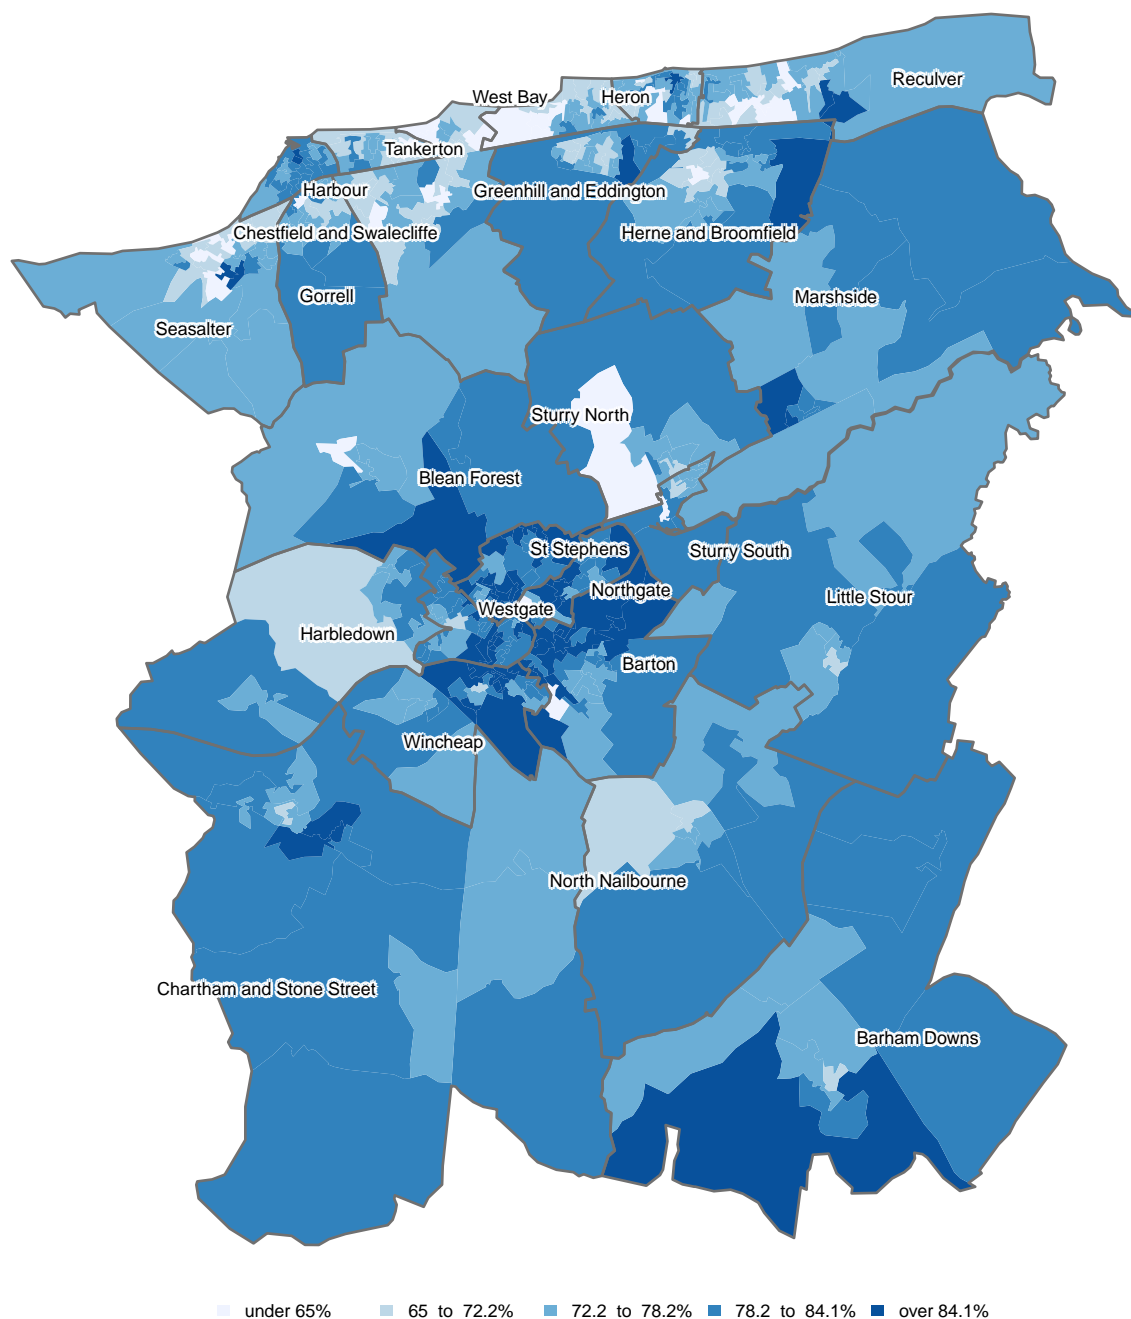 Reculver
West Bay
Heron
Tankerton
Harbour
Greenhill and Eddington
Chestfield and Swalecliffe
Herne and Broomfield
Gorrell
Marshside
Seasalter
Sturry North
Blean Forest
St Stephens
Sturry South
Northgate
Westgate
Little Stour
Harbledown
Barton
Wincheap
North Nailbourne
Chartham and Stone Street
Barham Downs
under 65% 65 to 72.2% 72.2 to 78.2% 78.2 to 84.1% over 84.1%